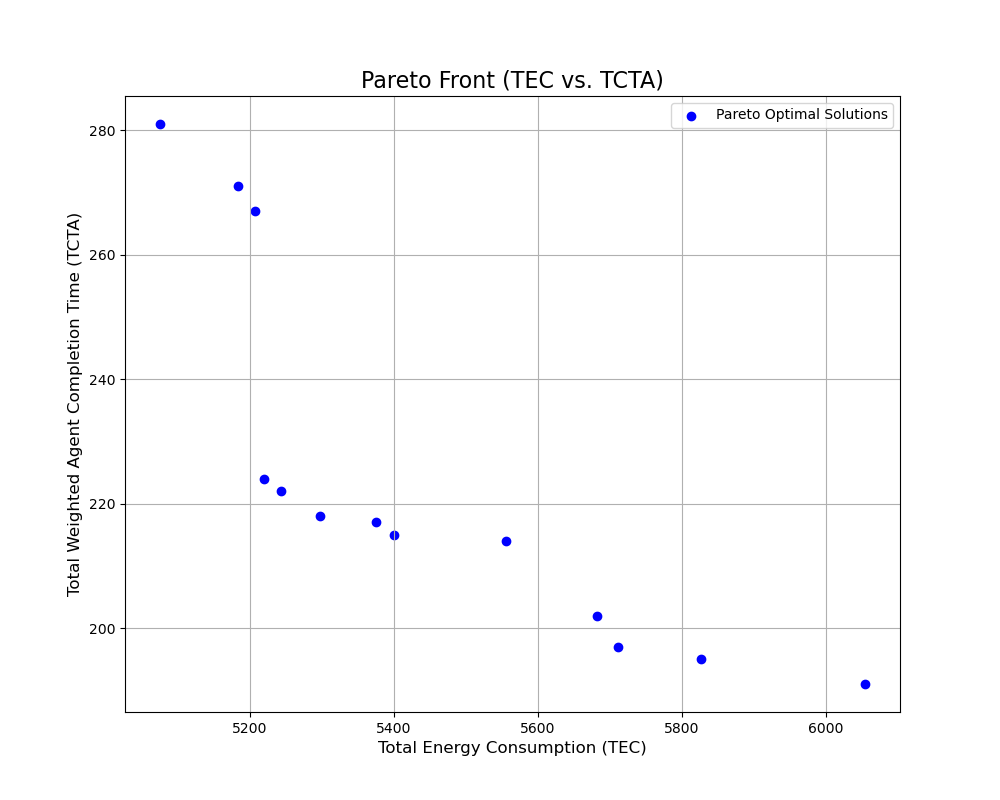 Pareto Front (TEC vs. TCTA)
Pareto Optimal Solutions
Total Weighted Agent Completion Time (TCTA)
280
260
240
220
200
5200 5400 5600 5800 6000
Total Energy Consumption (TEC)